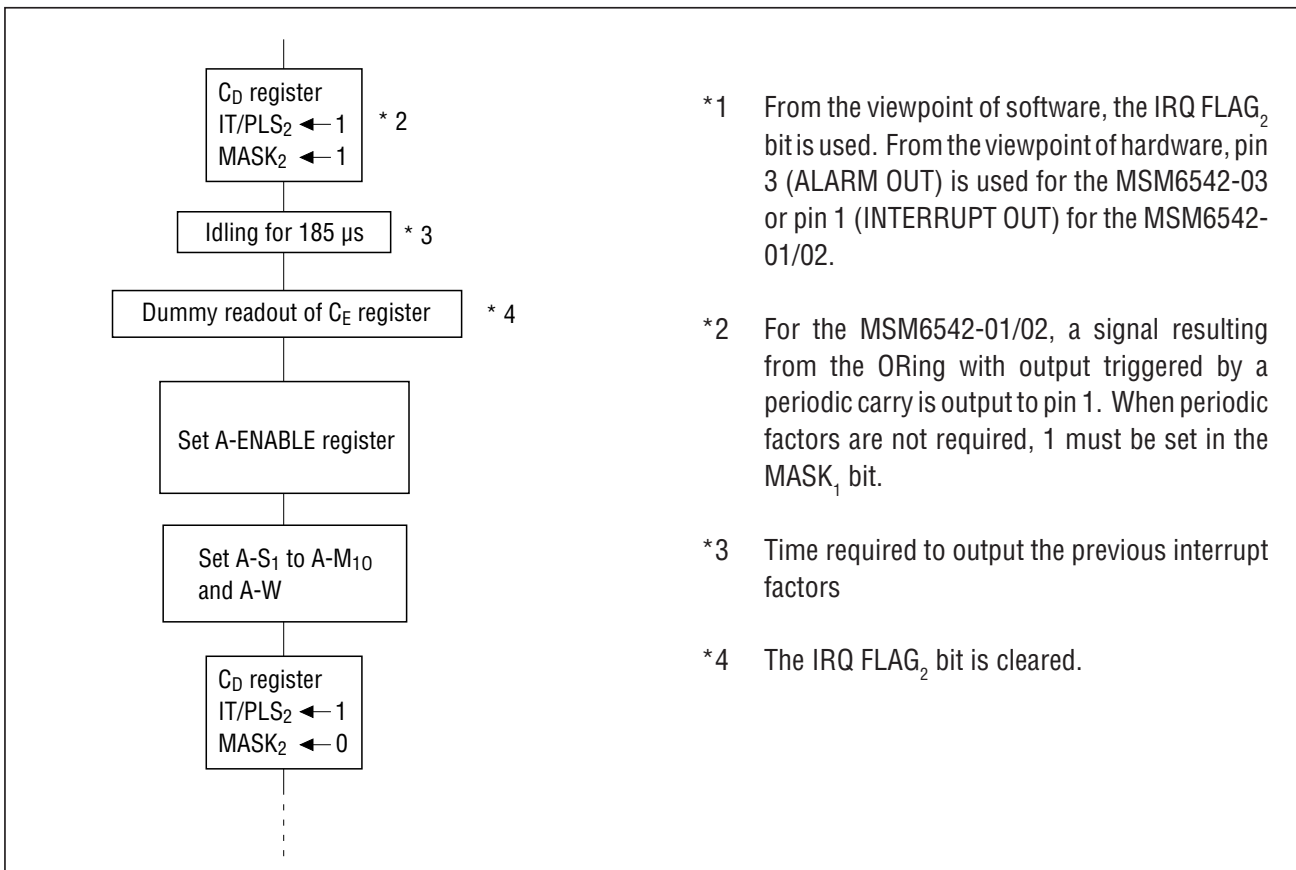 C_D register
IT/PLS_2 ← 1
MASK_2 ← 1
* 2
Idling for 185 µs
* 3
Dummy readout of C_E register
* 4
Set A-ENABLE register
Set A-S_1 to A-M_10
and A-W
C_D register
IT/PLS_2 ← 1
MASK_2 ← 0
*1 From the viewpoint of software, the IRQ FLAG_2
bit is used. From the viewpoint of hardware, pin
3 (ALARM OUT) is used for the MSM6542-03
or pin 1 (INTERRUPT OUT) for the MSM6542-
01/02.
*2 For the MSM6542-01/02, a signal resulting
from the ORing with output triggered by a
periodic carry is output to pin 1. When periodic
factors are not required, 1 must be set in the
MASK_1 bit.
*3 Time required to output the previous interrupt
factors
*4 The IRQ FLAG_2 bit is cleared.